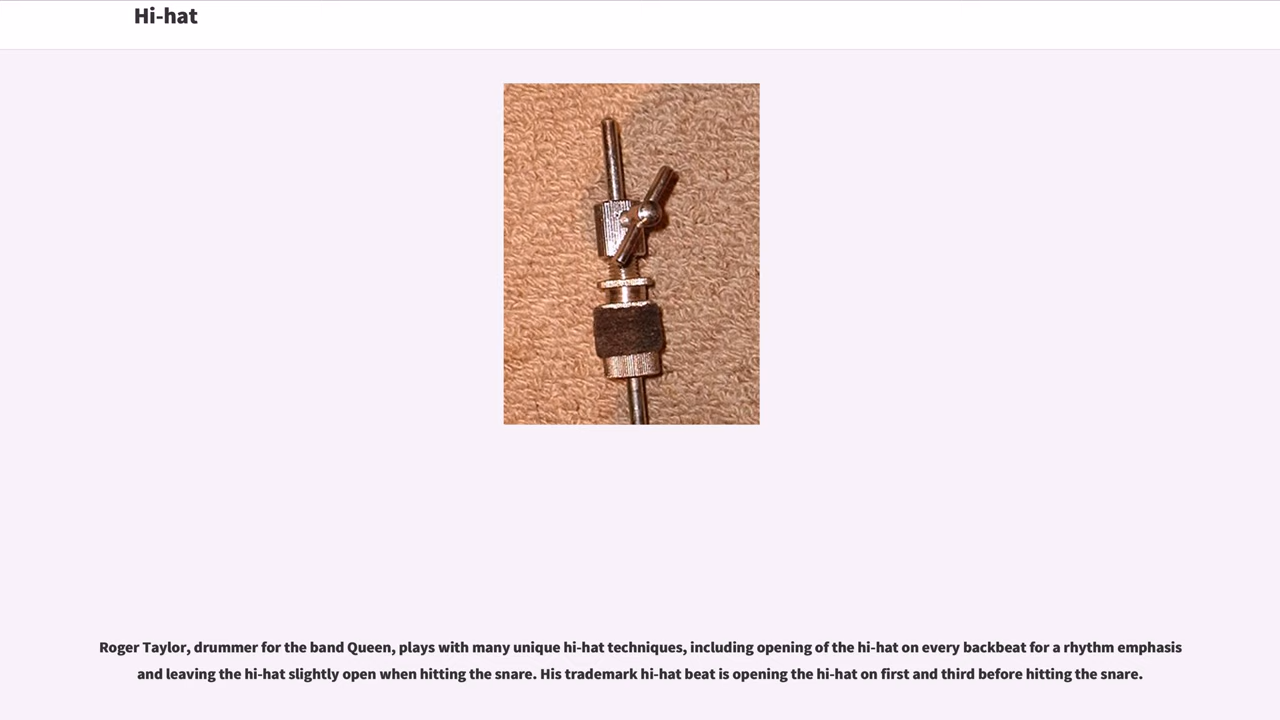 Hi-hat
Roger Taylor, drummer for the band Queen, plays with many unique hi-hat techniques, including opening of the hi-hat on every backbeat for a rhythm emphasis
and leaving the hi-hat slightly open when hitting the snare. His trademark hi-hat beat is opening the hi-hat on first and third before hitting the snare.